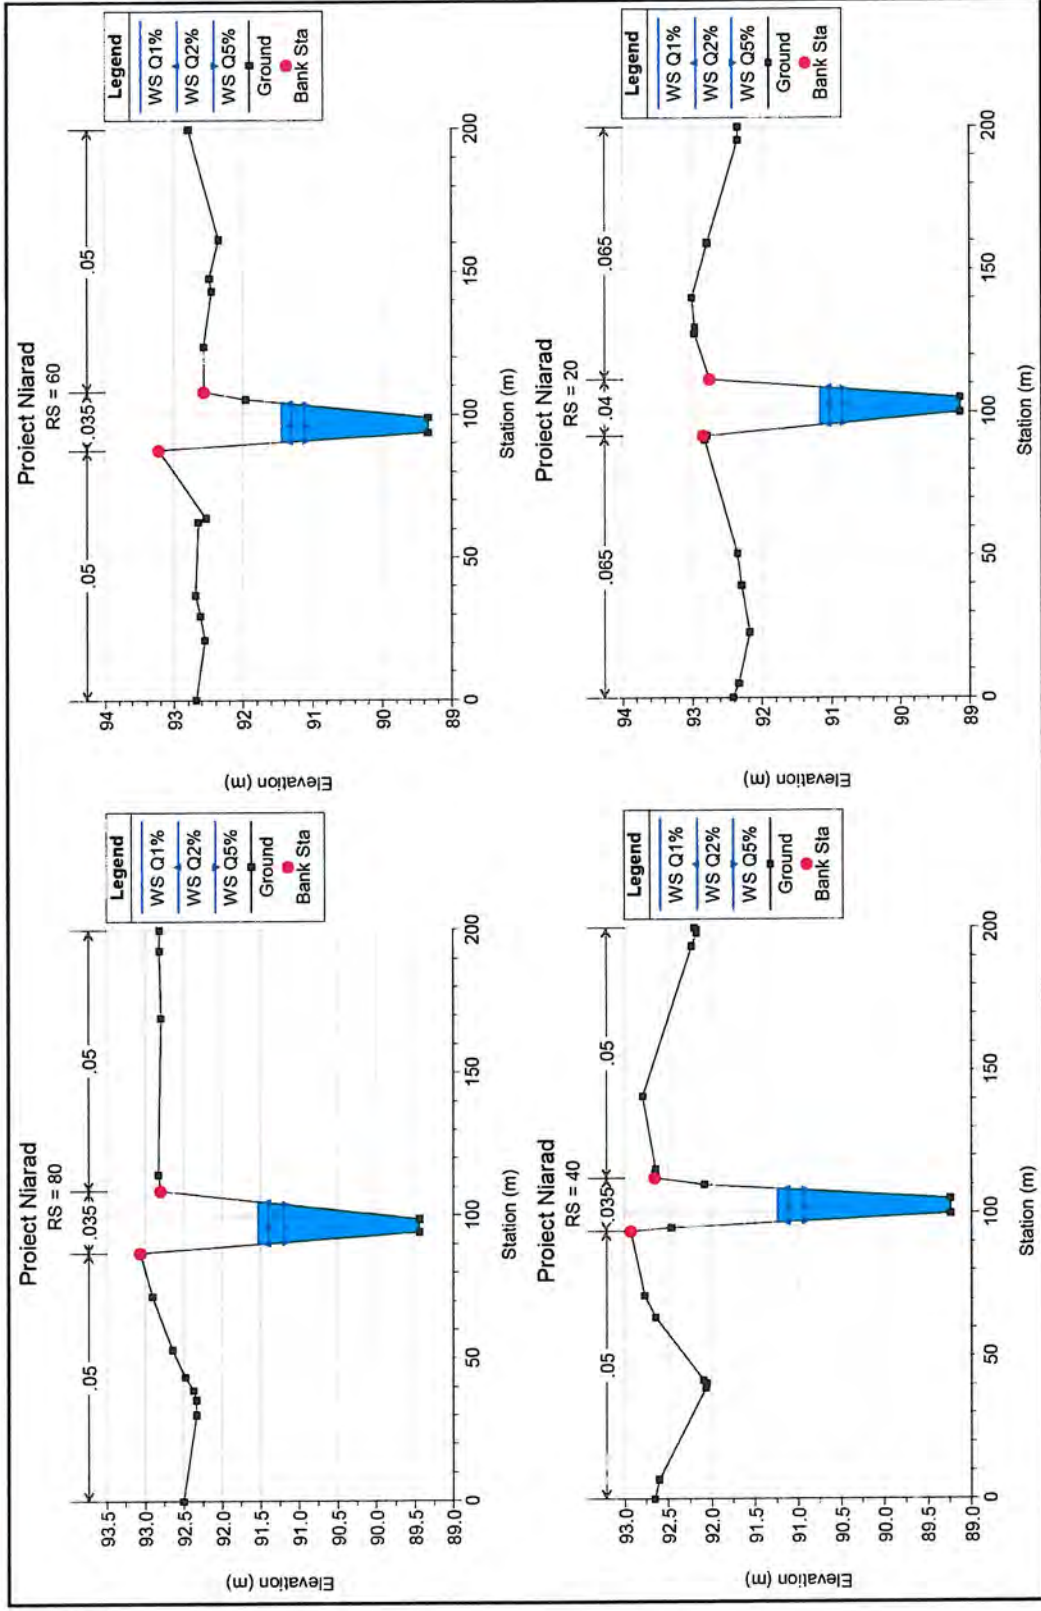 Proiect Niarad
RS = 80
.05
.035
.05
Legend
WS Q1%
WS Q2%
WS Q5%
Ground
Bank Sta
Elevation (m)
93.5
93.0
92.5
92.0
91.5
91.0
90.5
90.0
89.5
89.0
0
50
100
150
200
Station (m)
Proiect Niarad
RS = 60
.05
.035
.05
Legend
WS Q1%
WS Q2%
WS Q5%
Ground
Bank Sta
Elevation (m)
94
93
92
91
90
89
0
50
100
150
200
Station (m)
Proiect Niarad
RS = 40
.05
.035
.05
Legend
WS Q1%
WS Q2%
WS Q5%
Ground
Bank Sta
Elevation (m)
93.0
92.5
92.0
91.5
91.0
90.5
90.0
89.5
89.0
0
50
100
150
200
Station (m)
Proiect Niarad
RS = 20
.065
.04
.065
Legend
WS Q1%
WS Q2%
WS Q5%
Ground
Bank Sta
Elevation (m)
94
93
92
91
90
89
0
50
100
150
200
Station (m)